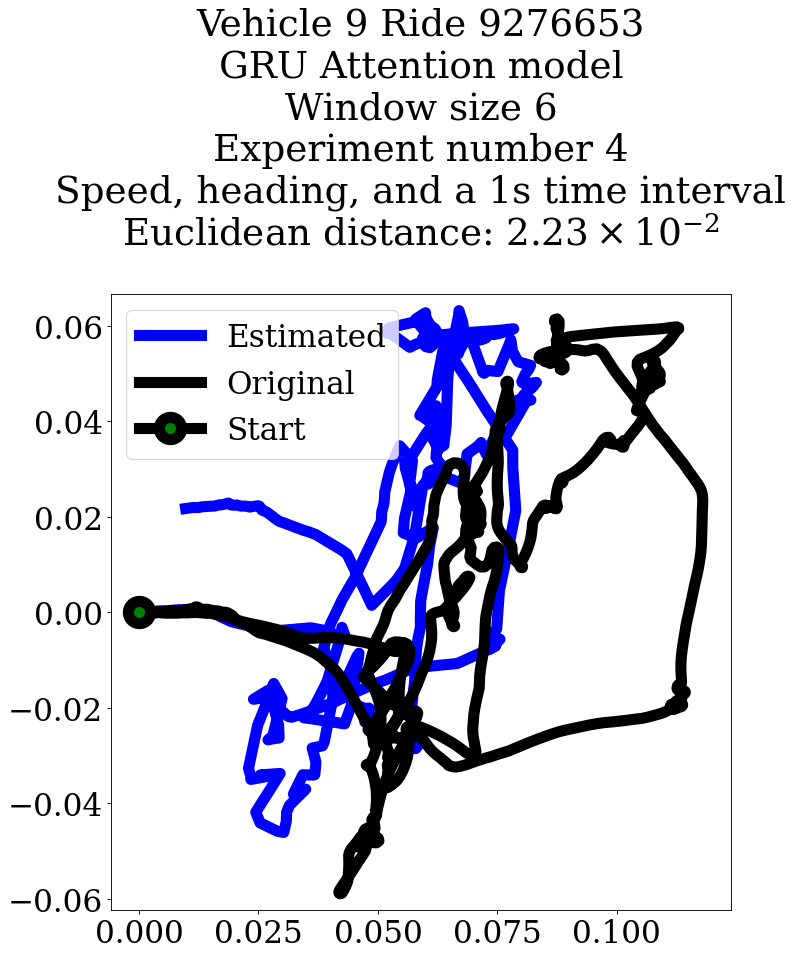 Vehicle 9 Ride 9276653
GRU Attention model
Window size 6
Experiment number 4
Speed, heading, and a 1s time interval
Euclidean distance: 2.23 × 10⁻²
Estimated
Original
Start
0.06
0.04
0.02
0.00
−0.02
−0.04
−0.06
0.000 0.025 0.050 0.075 0.100